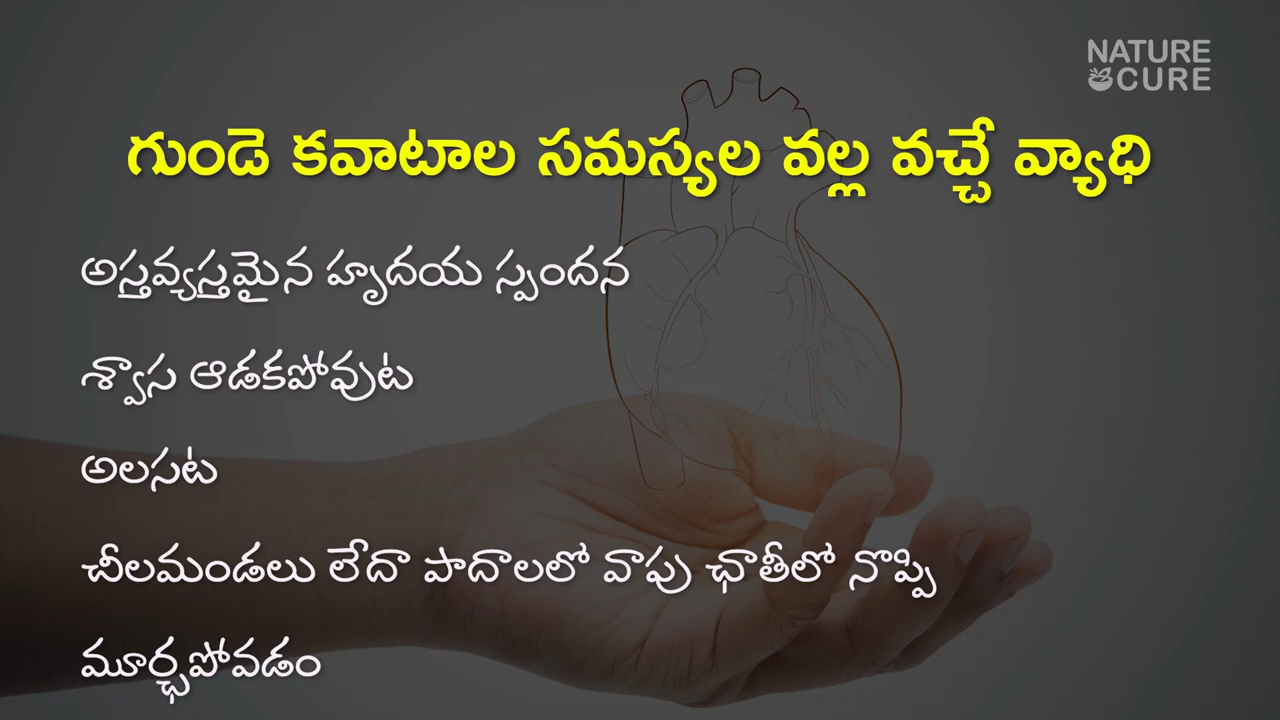 NATURE
CURE
గుండె కవాటాల సమస్యల వల్ల వచ్చే వ్యాధి
అస్తవ్యస్తమైన హృదయ స్పందన
శ్వాస ఆడకపోవుట
అలసట
చీలమండలు లేదా పాదాలలో వాపు ఛాతీలో నొప్పి
మూర్ఛపోవడం